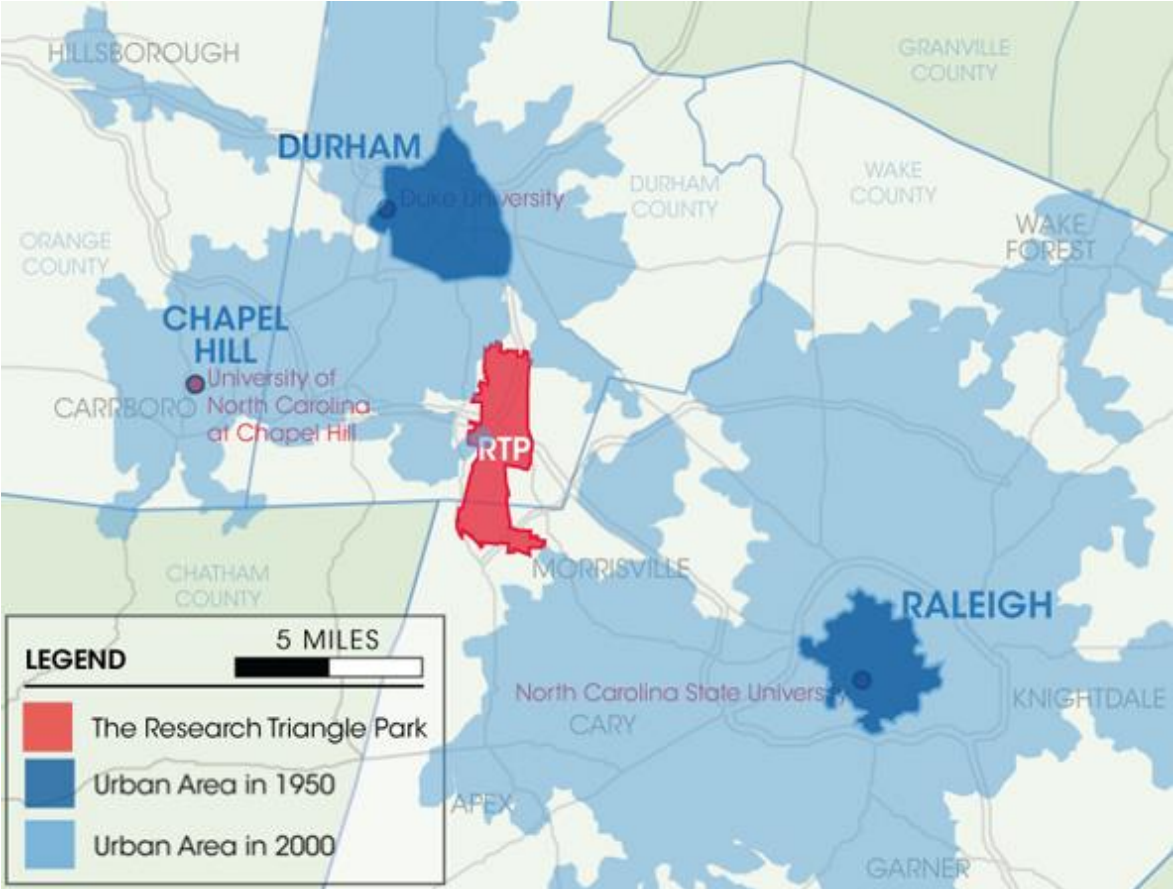 HILLSBOROUGH
GRANVILLE
COUNTY
DURHAM
Duke University
DURHAM
COUNTY
WAKE
COUNTY
WAKE
FOREST
ORANGE
COUNTY
CHAPEL
HILL
University of
North Carolina
at Chapel Hill
CARRBORO
RTP
MORRISVILLE
CHATHAM
COUNTY
RALEIGH
North Carolina State University
CARY
KNIGHTDALE
APEX
GARNER
LEGEND
5 MILES
The Research Triangle Park
Urban Area in 1950
Urban Area in 2000